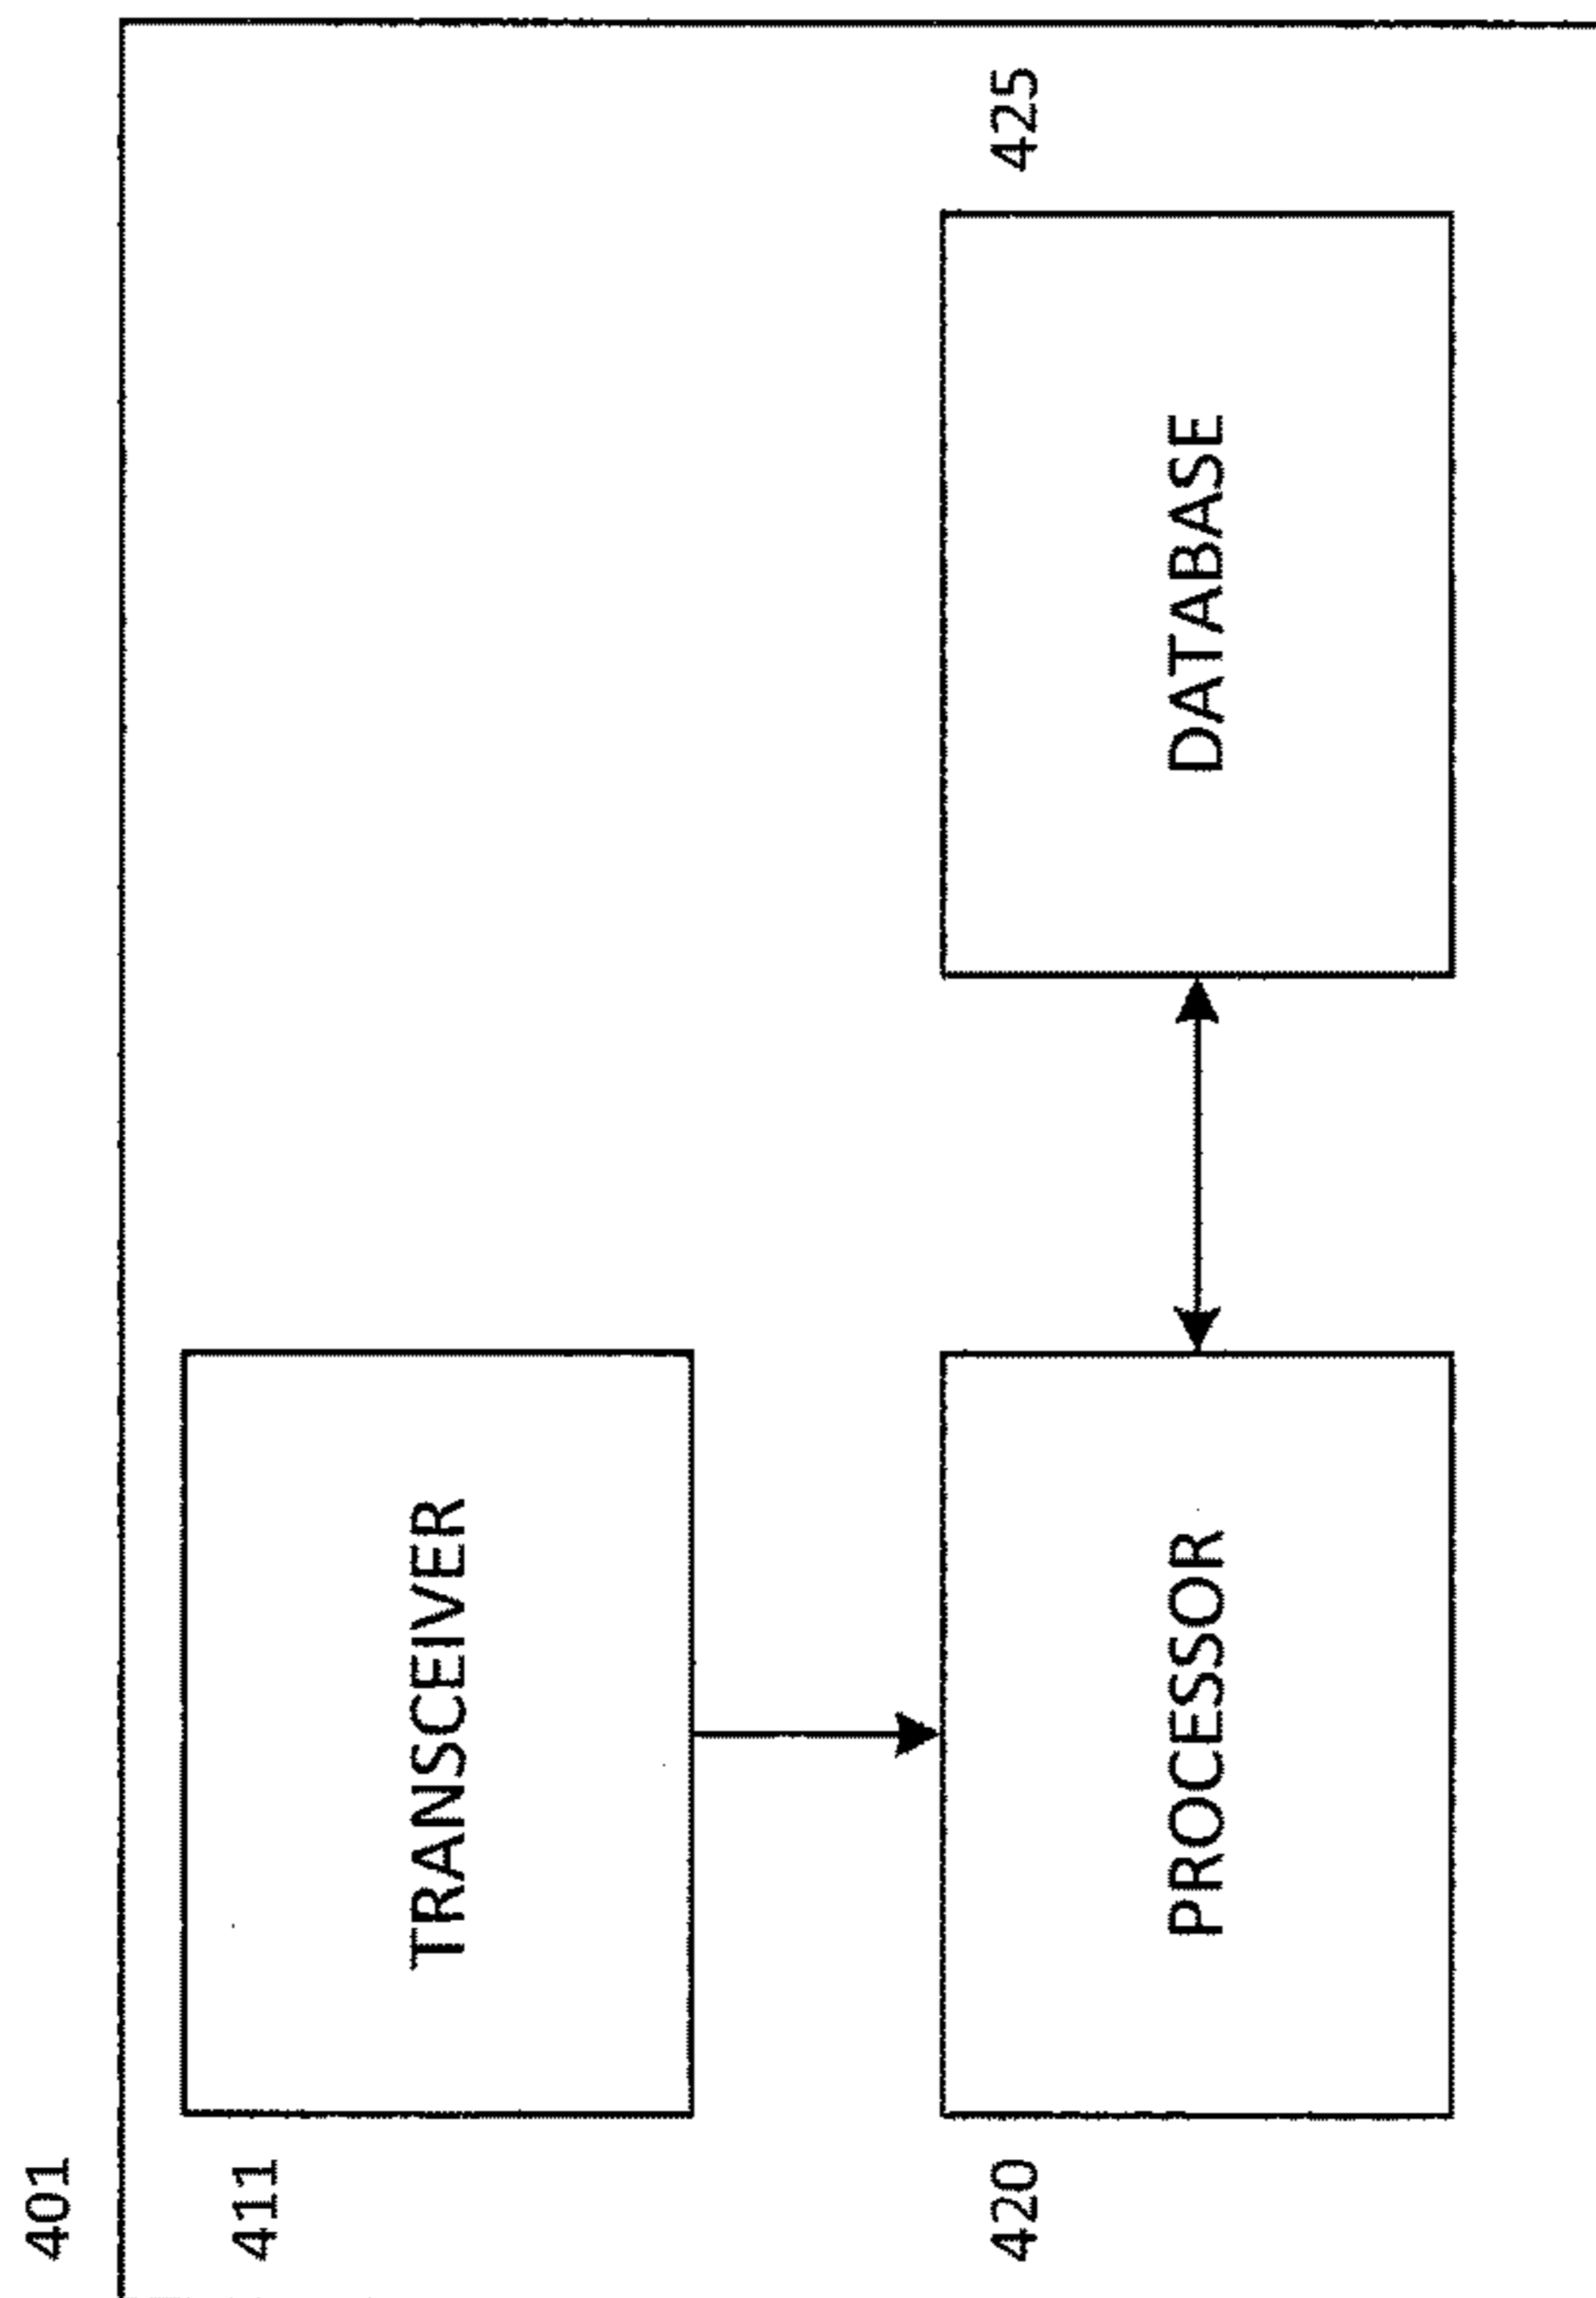 401
411
TRANSCEIVER
420
PROCESSOR
DATABASE
425